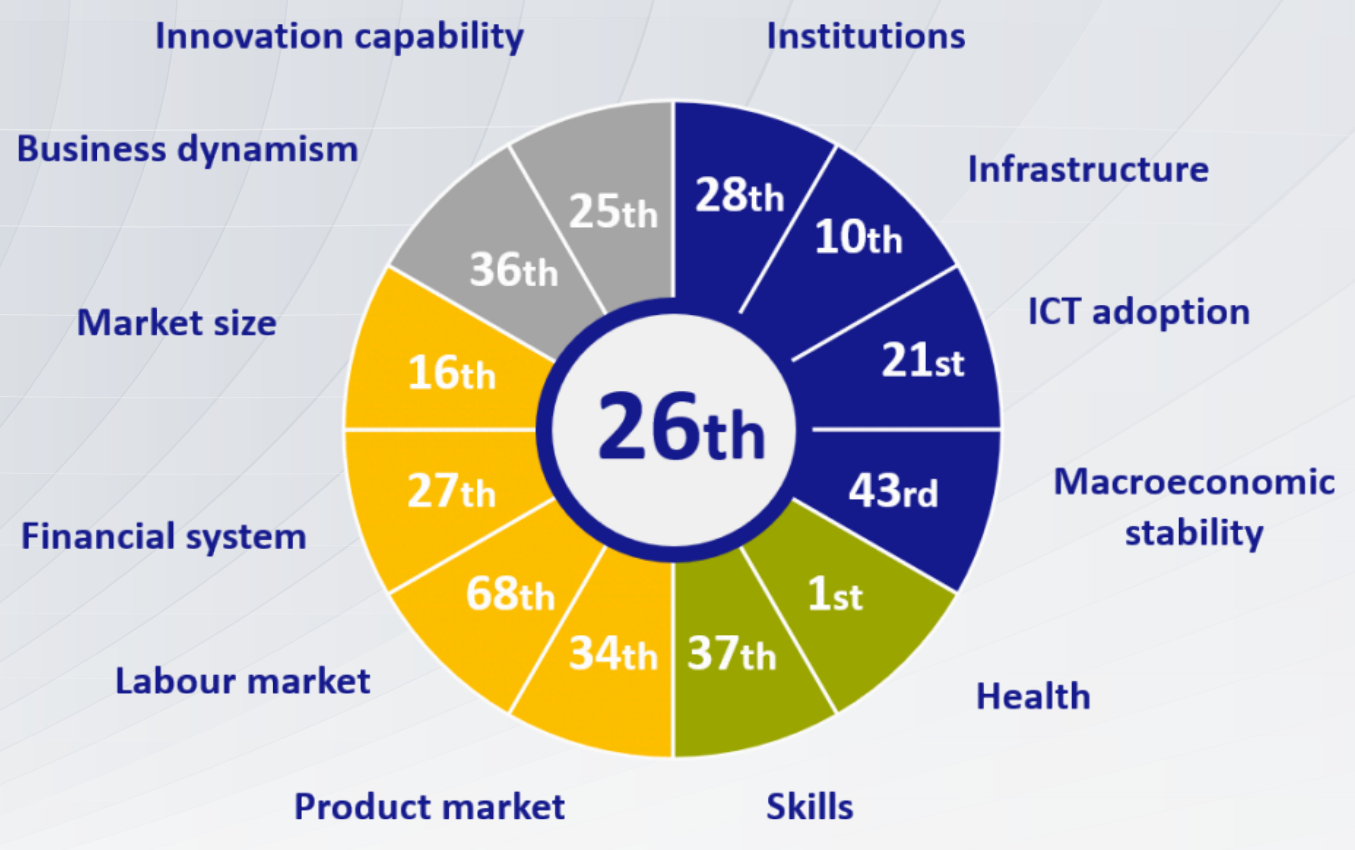 Innovation capability
Institutions
Business dynamism
Infrastructure
25th
28th
10th
36th
Market size
ICT adoption
16th
21st
26th
27th
43rd
Macroeconomic
stability
Financial system
68th
1st
34th
37th
Labour market
Health
Product market
Skills